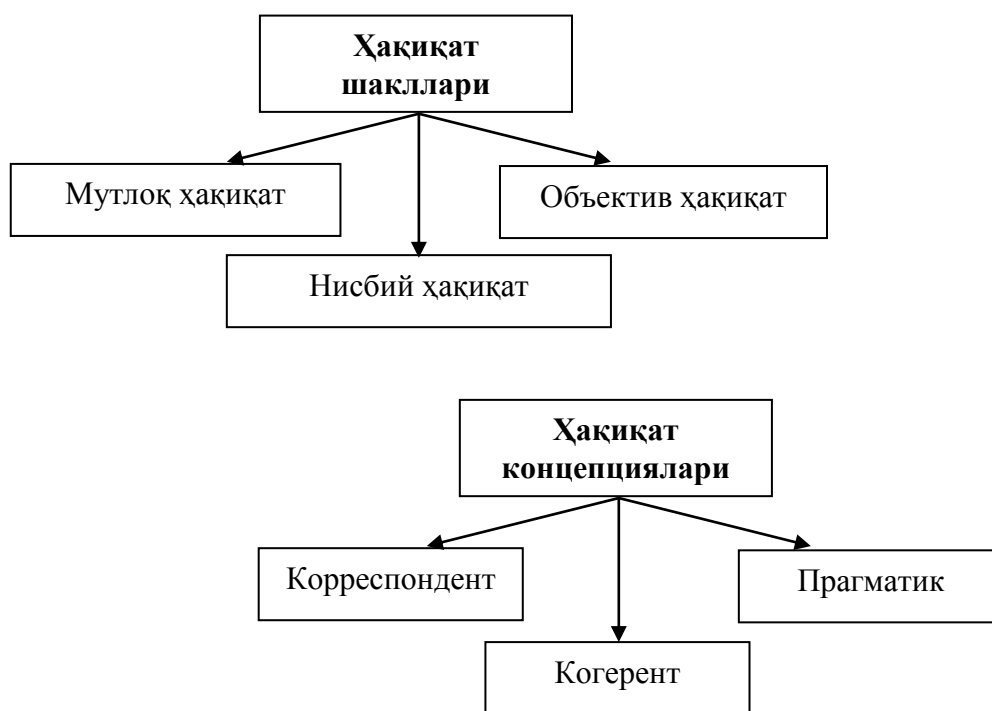 Ҳақиқат
шакллари
Мутлоқ ҳақиқат
Объектив ҳақиқат
Нисбий ҳақиқат
Ҳақиқат
концепциялари
Корреспондент
Прагматик
Когерент